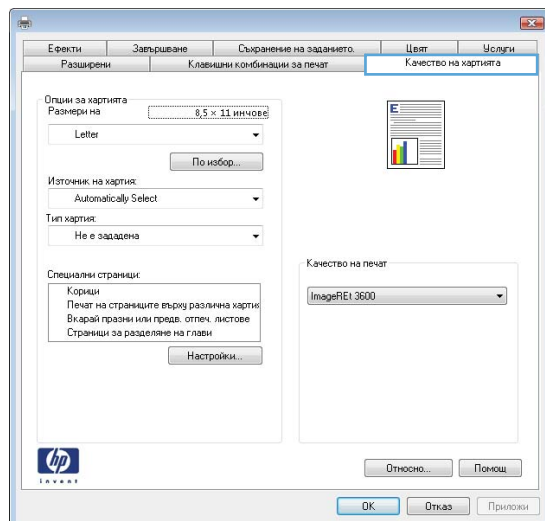 Ефекти
Завършване
Съхранение на заданието.
Цвят
Услуги
Разширени
Клавишни комбинации за печат
Качество на хартията
Опции за хартията
Размери на
8,5 × 11 инчове
Letter
По избор...
Източник на хартия:
Automatically Select
Тип хартия:
Не е зададена
Специални страници:
Корици
Печат на страниците върху различна хартия
Вкарай празни или предв. отпеч. листове
Страници за разделяне на глави
Настройки...
E
Качество на печат
ImageREt 3600
hp
invent
Относно...
Помощ
OK
Отказ
Приложи